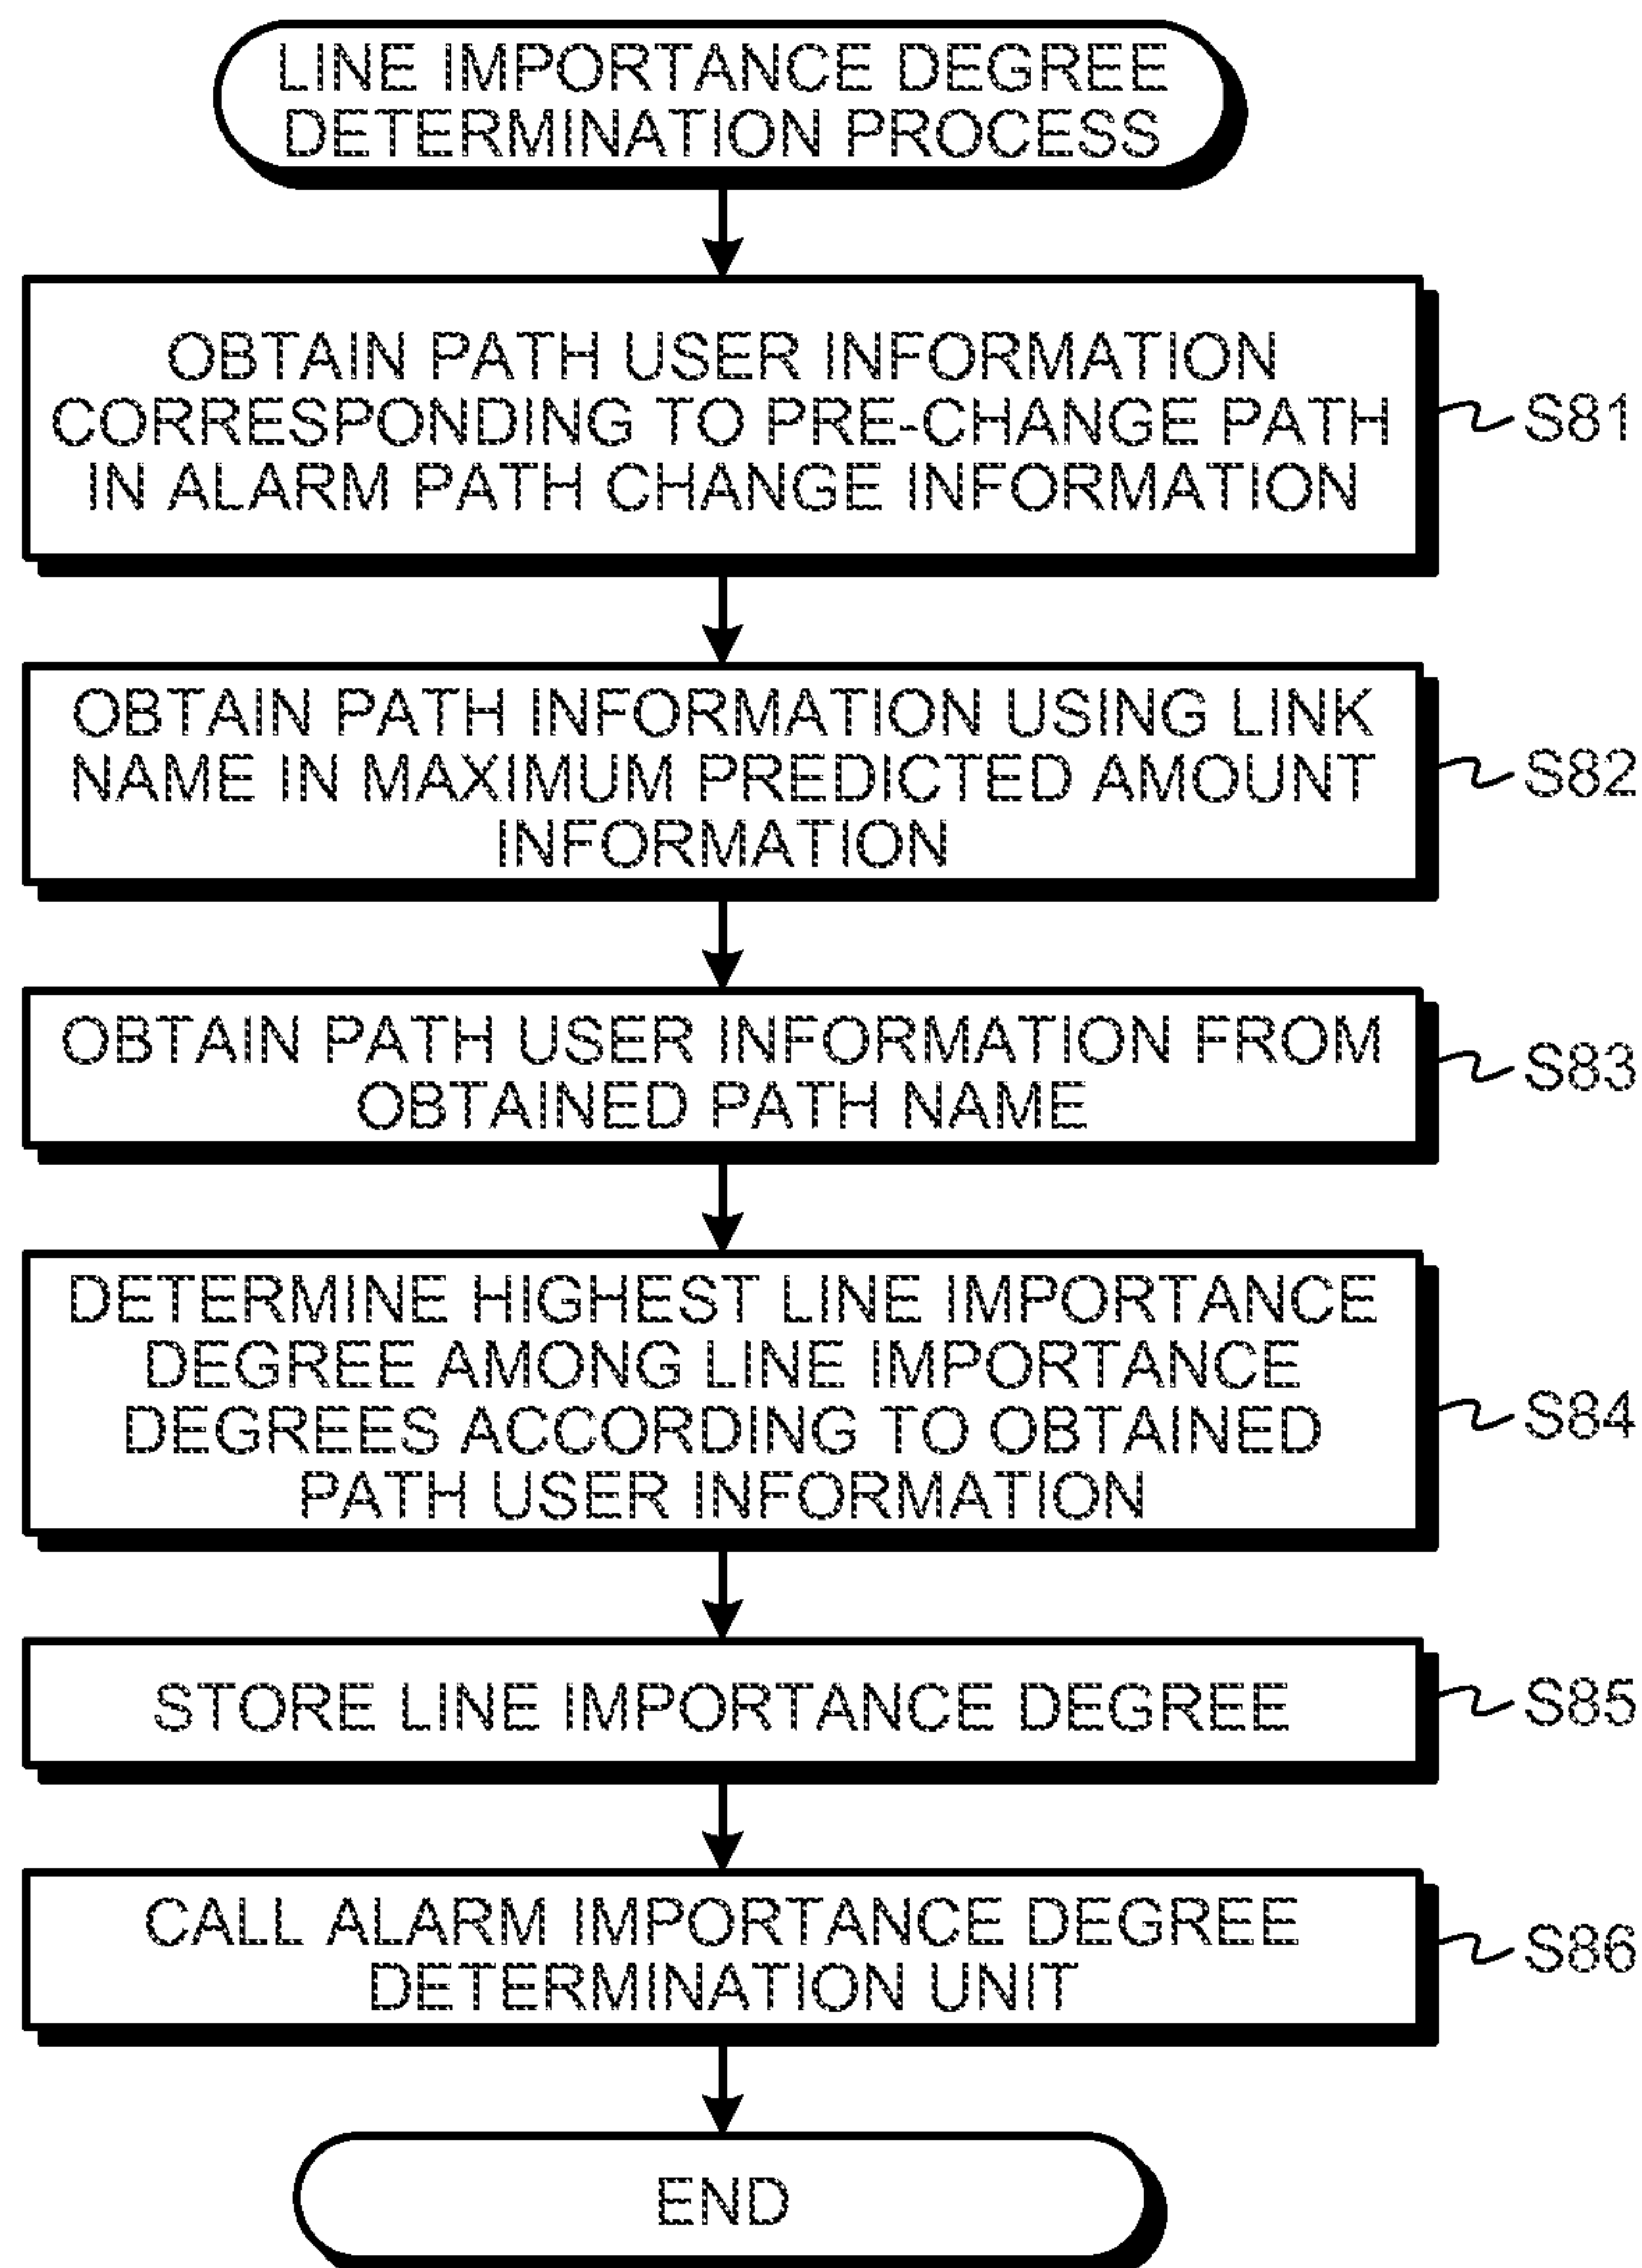 LINE IMPORTANCE DEGREE
DETERMINATION PROCESS
OBTAIN PATH USER INFORMATION
CORRESPONDING TO PRE-CHANGE PATH
IN ALARM PATH CHANGE INFORMATION
S81
OBTAIN PATH INFORMATION USING LINK
NAME IN MAXIMUM PREDICTED AMOUNT
INFORMATION
S82
OBTAIN PATH USER INFORMATION FROM
OBTAINED PATH NAME
S83
DETERMINE HIGHEST LINE IMPORTANCE
DEGREE AMONG LINE IMPORTANCE
DEGREES ACCORDING TO OBTAINED
PATH USER INFORMATION
S84
STORE LINE IMPORTANCE DEGREE
S85
CALL ALARM IMPORTANCE DEGREE
DETERMINATION UNIT
S86
END